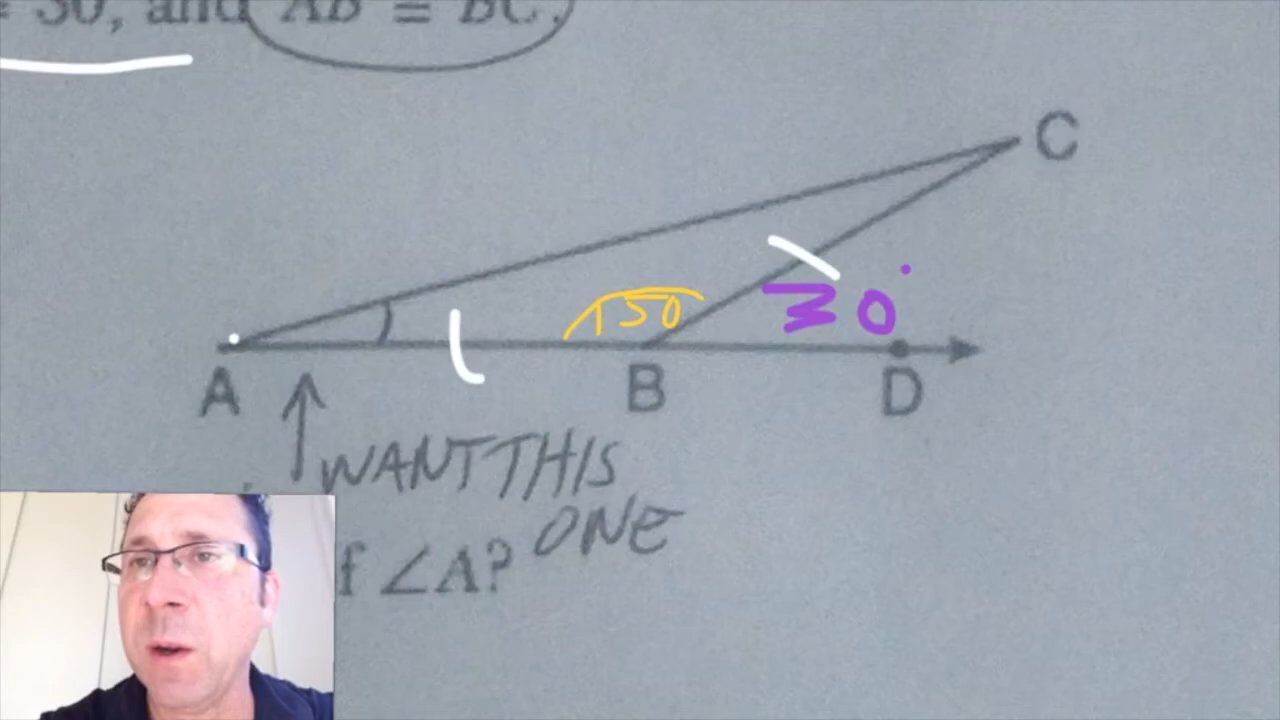 = 30, and AB ≅ BC.
C
150
30°
A
B
D
WANT THIS
ONE
f ∠A?